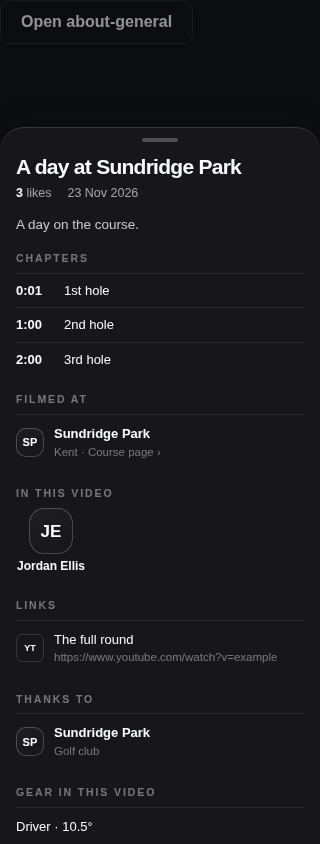 Open about-general
A day at Sundridge Park
3 likes 23 Nov 2026
A day on the course.
CHAPTERS
0:01 1st hole
1:00 2nd hole
2:00 3rd hole
FILMED AT
SP Sundridge Park
Kent · Course page ›
IN THIS VIDEO
JE
Jordan Ellis
LINKS
YT The full round
https://www.youtube.com/watch?v=example
THANKS TO
SP Sundridge Park
Golf club
GEAR IN THIS VIDEO
Driver · 10.5°